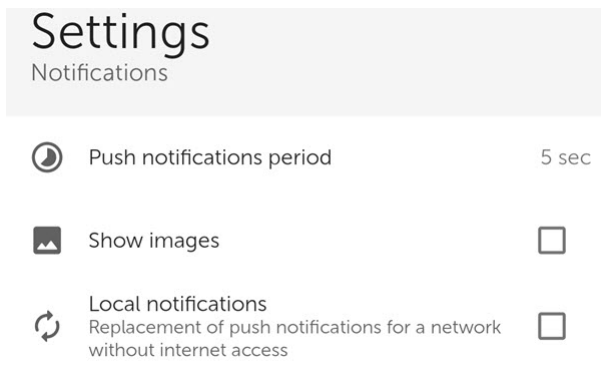 Settings
Notifications
Push notifications period
5 sec
Show images
Local notifications
Replacement of push notifications for a network
without internet access